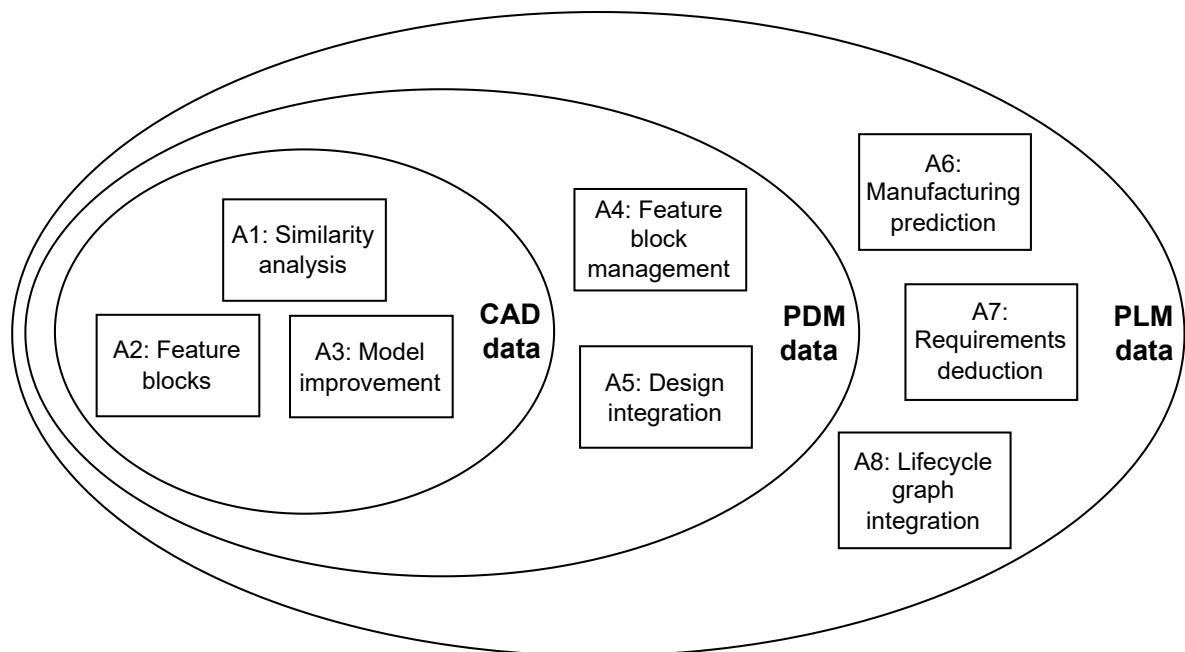 A1: Similarity
analysis
A2: Feature
blocks
A3: Model
improvement
CAD
data
A4: Feature
block
management
A5: Design
integration
PDM
data
A6:
Manufacturing
prediction
A7:
Requirements
deduction
A8: Lifecycle
graph
integration
PLM
data